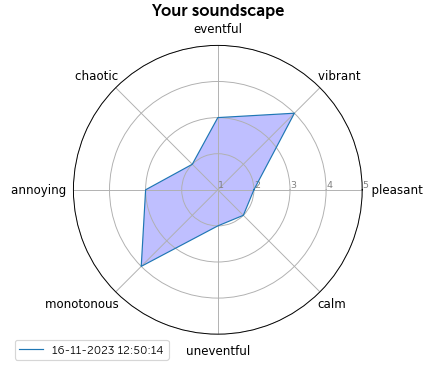 Your soundscape
eventful
chaotic
vibrant
annoying
1
2
3
4
5
pleasant
monotonous
calm
uneventful
16-11-2023 12:50:14